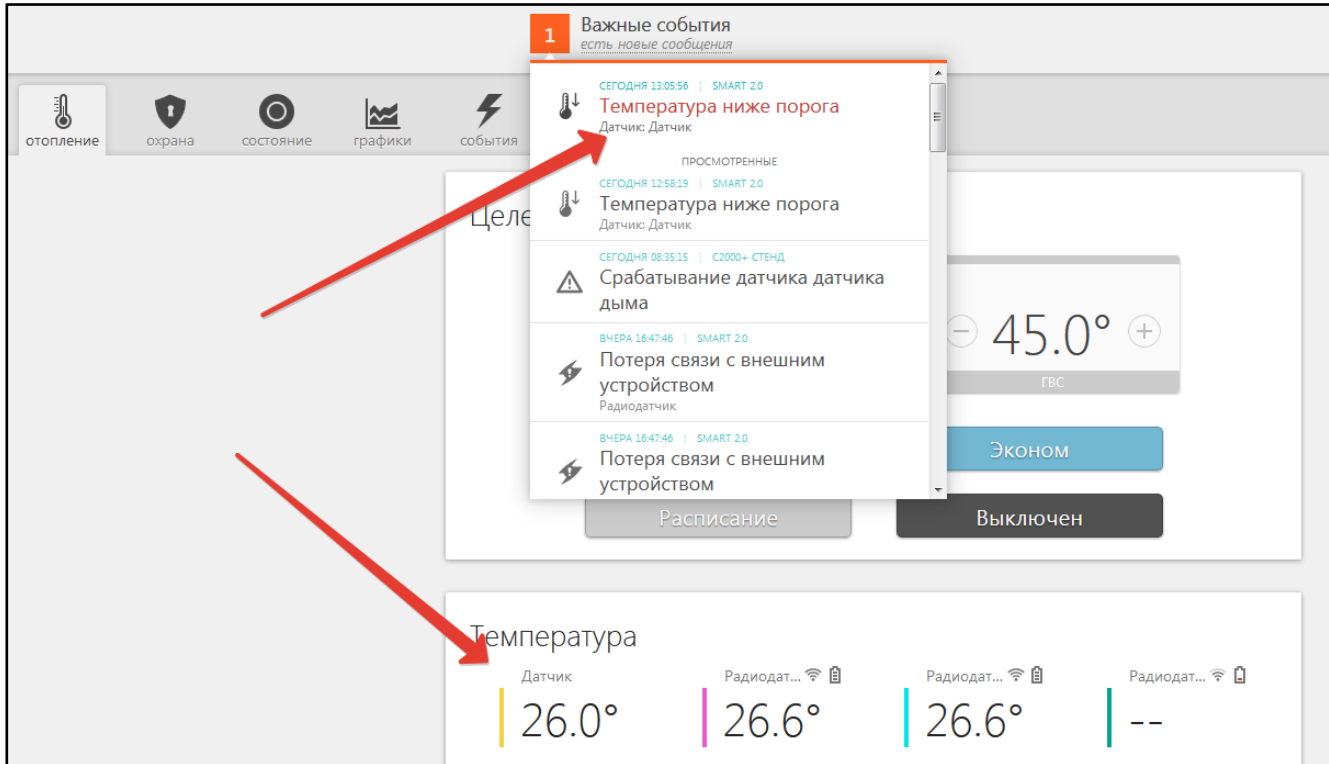 1
Важные события
есть новые сообщения
отопление
охрана
состояние
графики
события
СЕГОДНЯ 13:05:56 | SMART 2.0
Температура ниже порога
Датчик: Датчик
ПРОСМОТРЕННЫЕ
СЕГОДНЯ 12:58:19 | SMART 2.0
Температура ниже порога
Датчик: Датчик
СЕГОДНЯ 08:35:15 | С2000+ СТЕНД
Срабатывание датчика датчика
дыма
ВЧЕРА 16:47:46 | SMART 2.0
Потеря связи с внешним
устройством
Радиодатчик
ВЧЕРА 16:47:46 | SMART 2.0
Потеря связи с внешним
устройством
Целе
45.0°
ГВС
Эконом
Расписание
Выключен
Температура
Датчик
Радиодат...
Радиодат...
Радиодат...
26.0°
26.6°
26.6°
--